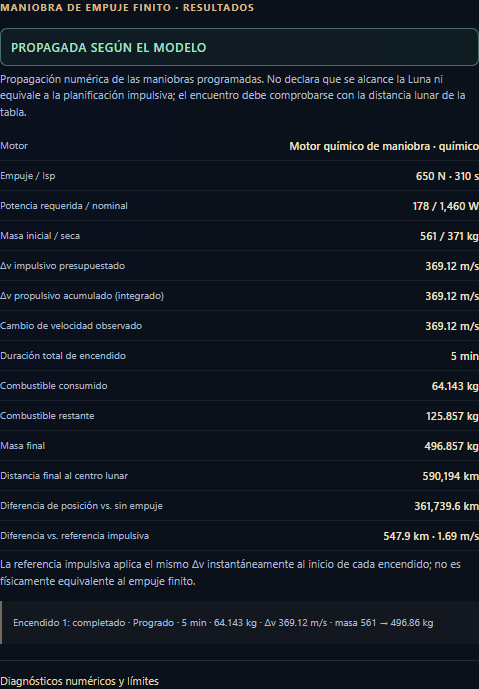 MANIOBRA DE EMPUJE FINITO · RESULTADOS
PROPAGADA SEGÚN EL MODELO
Propagación numérica de las maniobras programadas. No declara que se alcance la Luna ni
equivale a la planificación impulsiva; el encuentro debe comprobarse con la distancia lunar de la
tabla.
Motor Motor químico de maniobra · químico
Empuje / Isp 650 N · 310 s
Potencia requerida / nominal 178 / 1,460 W
Masa inicial / seca 561 / 371 kg
Δv impulsivo presupuestado 369.12 m/s
Δv propulsivo acumulado (integrado) 369.12 m/s
Cambio de velocidad observado 369.12 m/s
Duración total de encendido 5 min
Combustible consumido 64.143 kg
Combustible restante 125.857 kg
Masa final 496.857 kg
Distancia final al centro lunar 590,194 km
Diferencia de posición vs. sin empuje 361,739.6 km
Diferencia vs. referencia impulsiva 547.9 km · 1.69 m/s
La referencia impulsiva aplica el mismo Δv instantáneamente al inicio de cada encendido; no es
físicamente equivalente al empuje finito.
Encendido 1: completado · Progrado · 5 min · 64.143 kg · Δv 369.12 m/s · masa 561 → 496.86 kg
Diagnósticos numéricos y límites